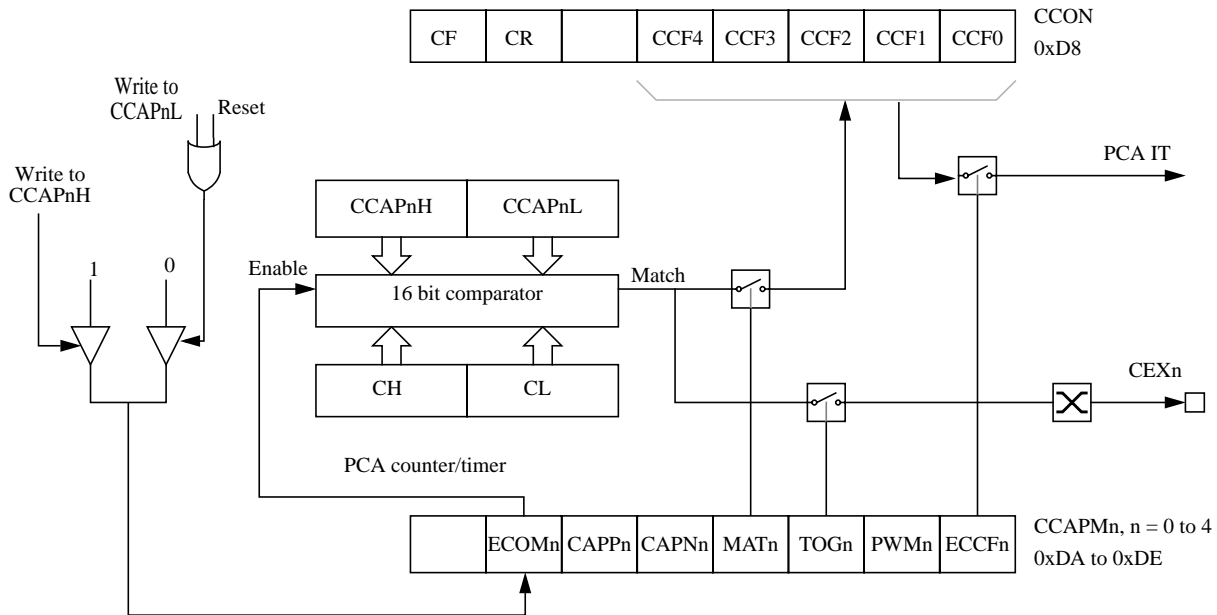 CF CR CCF4 CCF3 CCF2 CCF1 CCF0
CCON
0xD8
Write to
CCAPnL
Reset
Write to
CCAPnH
PCA IT
CCAPnH CCAPnL
1 0
Enable
16 bit comparator
Match
CH CL
CEXn
PCA counter/timer
ECOMn CAPPn CAPNn MATn TOGn PWMn ECCFn
CCAPMn, n = 0 to 4
0xDA to 0xDE